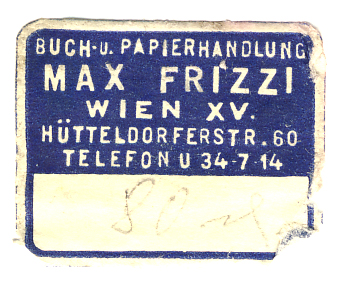 BUCH-u. PAPIERHANDLUNG
MAX FRIZZI
WIEN XV.
HÜTTELDORFERSTR. 60
TELEFON U 34-7-14